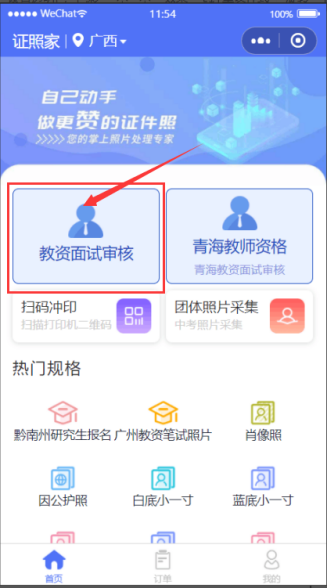 WeChat 11:54 100%
证照家 广西
自己动手
做更赞的证件照
>>>>>您的掌上照片处理专家
教资面试审核 青海教师资格
青海教资面试审核
扫码冲印 团体照片采集
扫描打印机二维码 中考照片采集
热门规格
黔南州研究生报名 广州教资笔试照片 肖像照
因公护照 白底小一寸 蓝底小一寸
首页 订单 我的